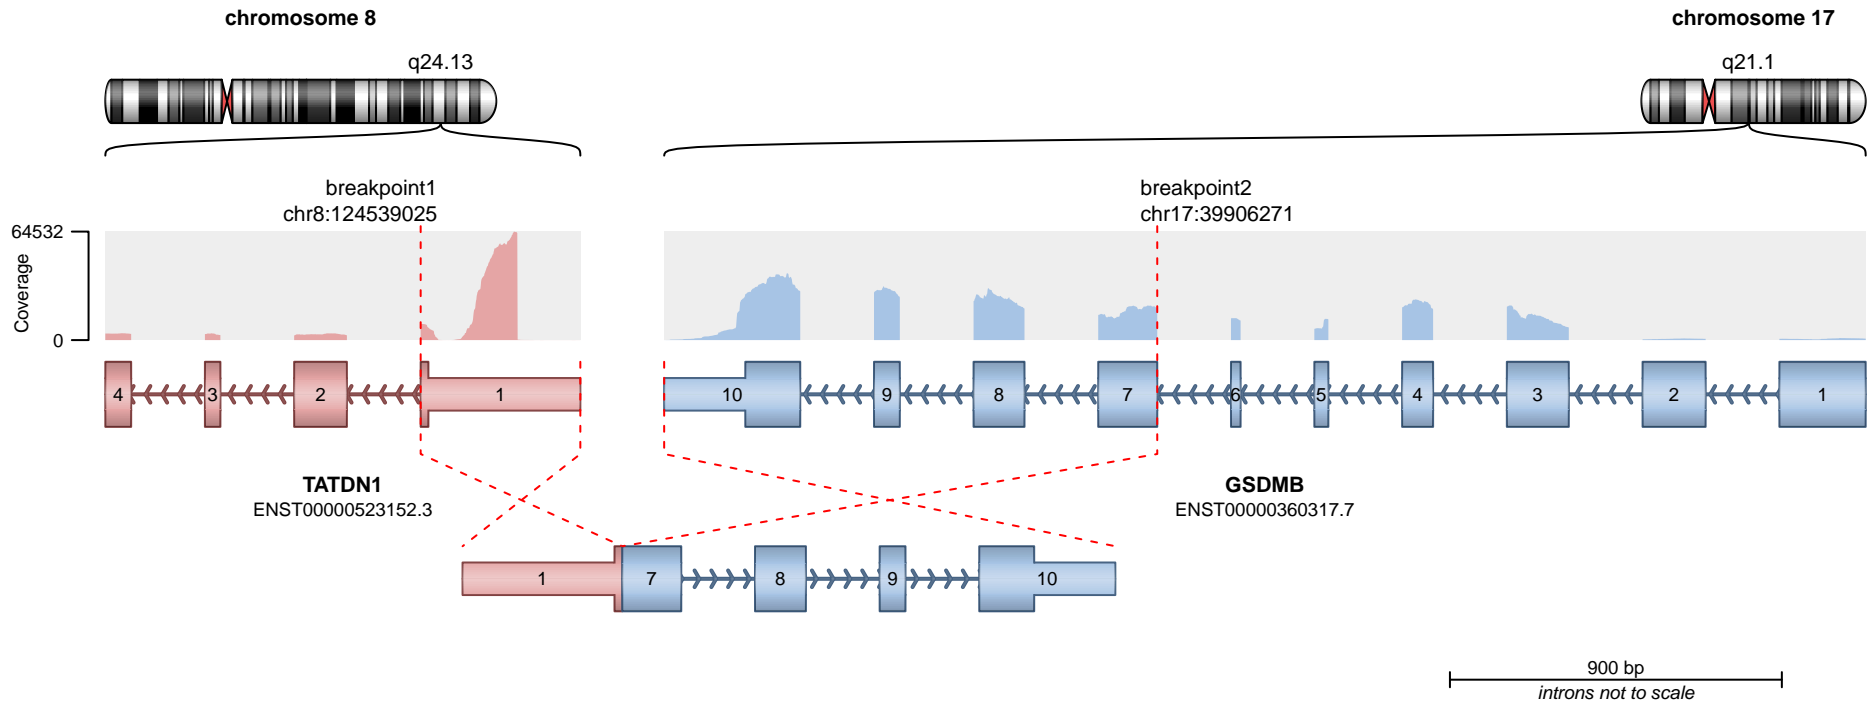 chromosome 8
chromosome 17
q24.13
q21.1
breakpoint1
chr8:124539025
breakpoint2
chr17:39906271
64532
Coverage
0
4 3 2 1
10 9 8 7 6 5 4 3 2 1
TATDN1
ENST00000523152.3
GSDMB
ENST00000360317.7
1 7 8 9 10
900 bp
introns not to scale